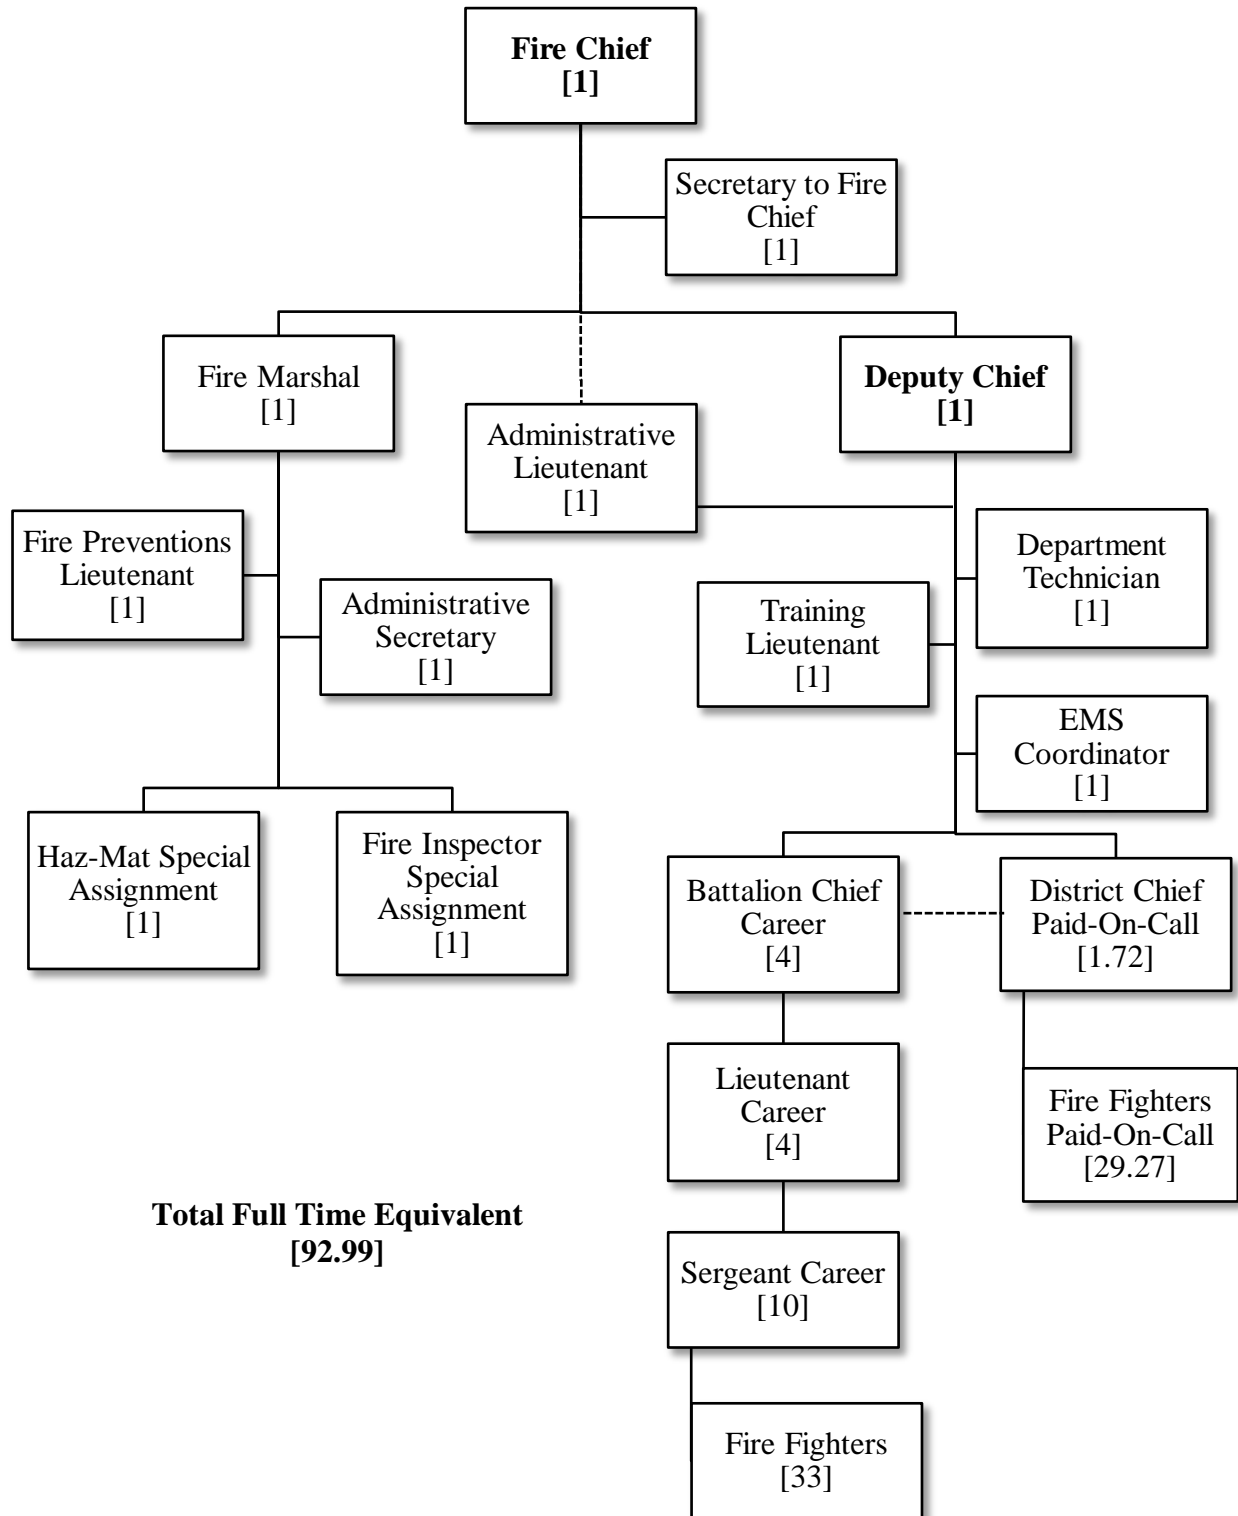 Fire Chief
[1]
Secretary to Fire
Chief
[1]
Fire Marshal
[1]
Deputy Chief
[1]
Administrative
Lieutenant
[1]
Fire Preventions
Lieutenant
[1]
Administrative
Secretary
[1]
Department
Technician
[1]
Training
Lieutenant
[1]
EMS
Coordinator
[1]
Haz-Mat Special
Assignment
[1]
Fire Inspector
Special
Assignment
[1]
Battalion Chief
Career
[4]
District Chief
Paid-On-Call
[1.72]
Lieutenant
Career
[4]
Fire Fighters
Paid-On-Call
[29.27]
Total Full Time Equivalent
[92.99]
Sergeant Career
[10]
Fire Fighters
[33]